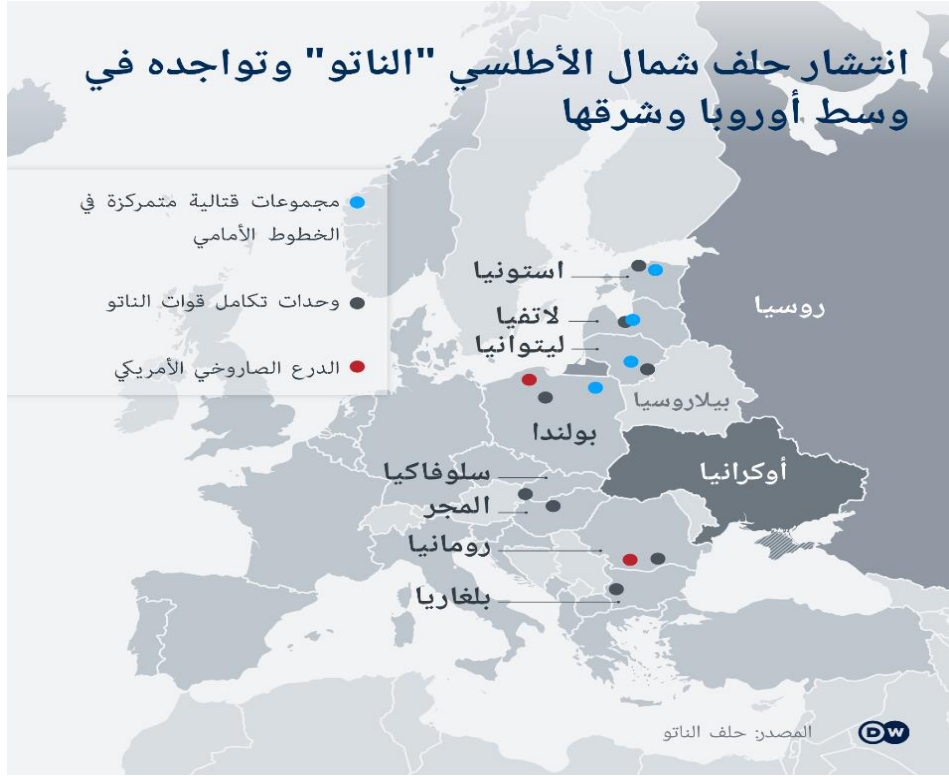 انتشار حلف شمال الأطلسي "الناتو" وتواجده في
وسط أوروبا وشرقها
مجموعات قتالية متمركزة في
الخطوط الأمامي
وحدات تكامل قوات الناتو
الدرع الصاروخي الأمريكي
استونيا
روسيا
لاتفيا
ليتوانيا
بيلاروسيا
بولندا
سلوفاكيا
أوكرانيا
المجر
رومانيا
بلغاريا
المصدر: حلف الناتو
DW